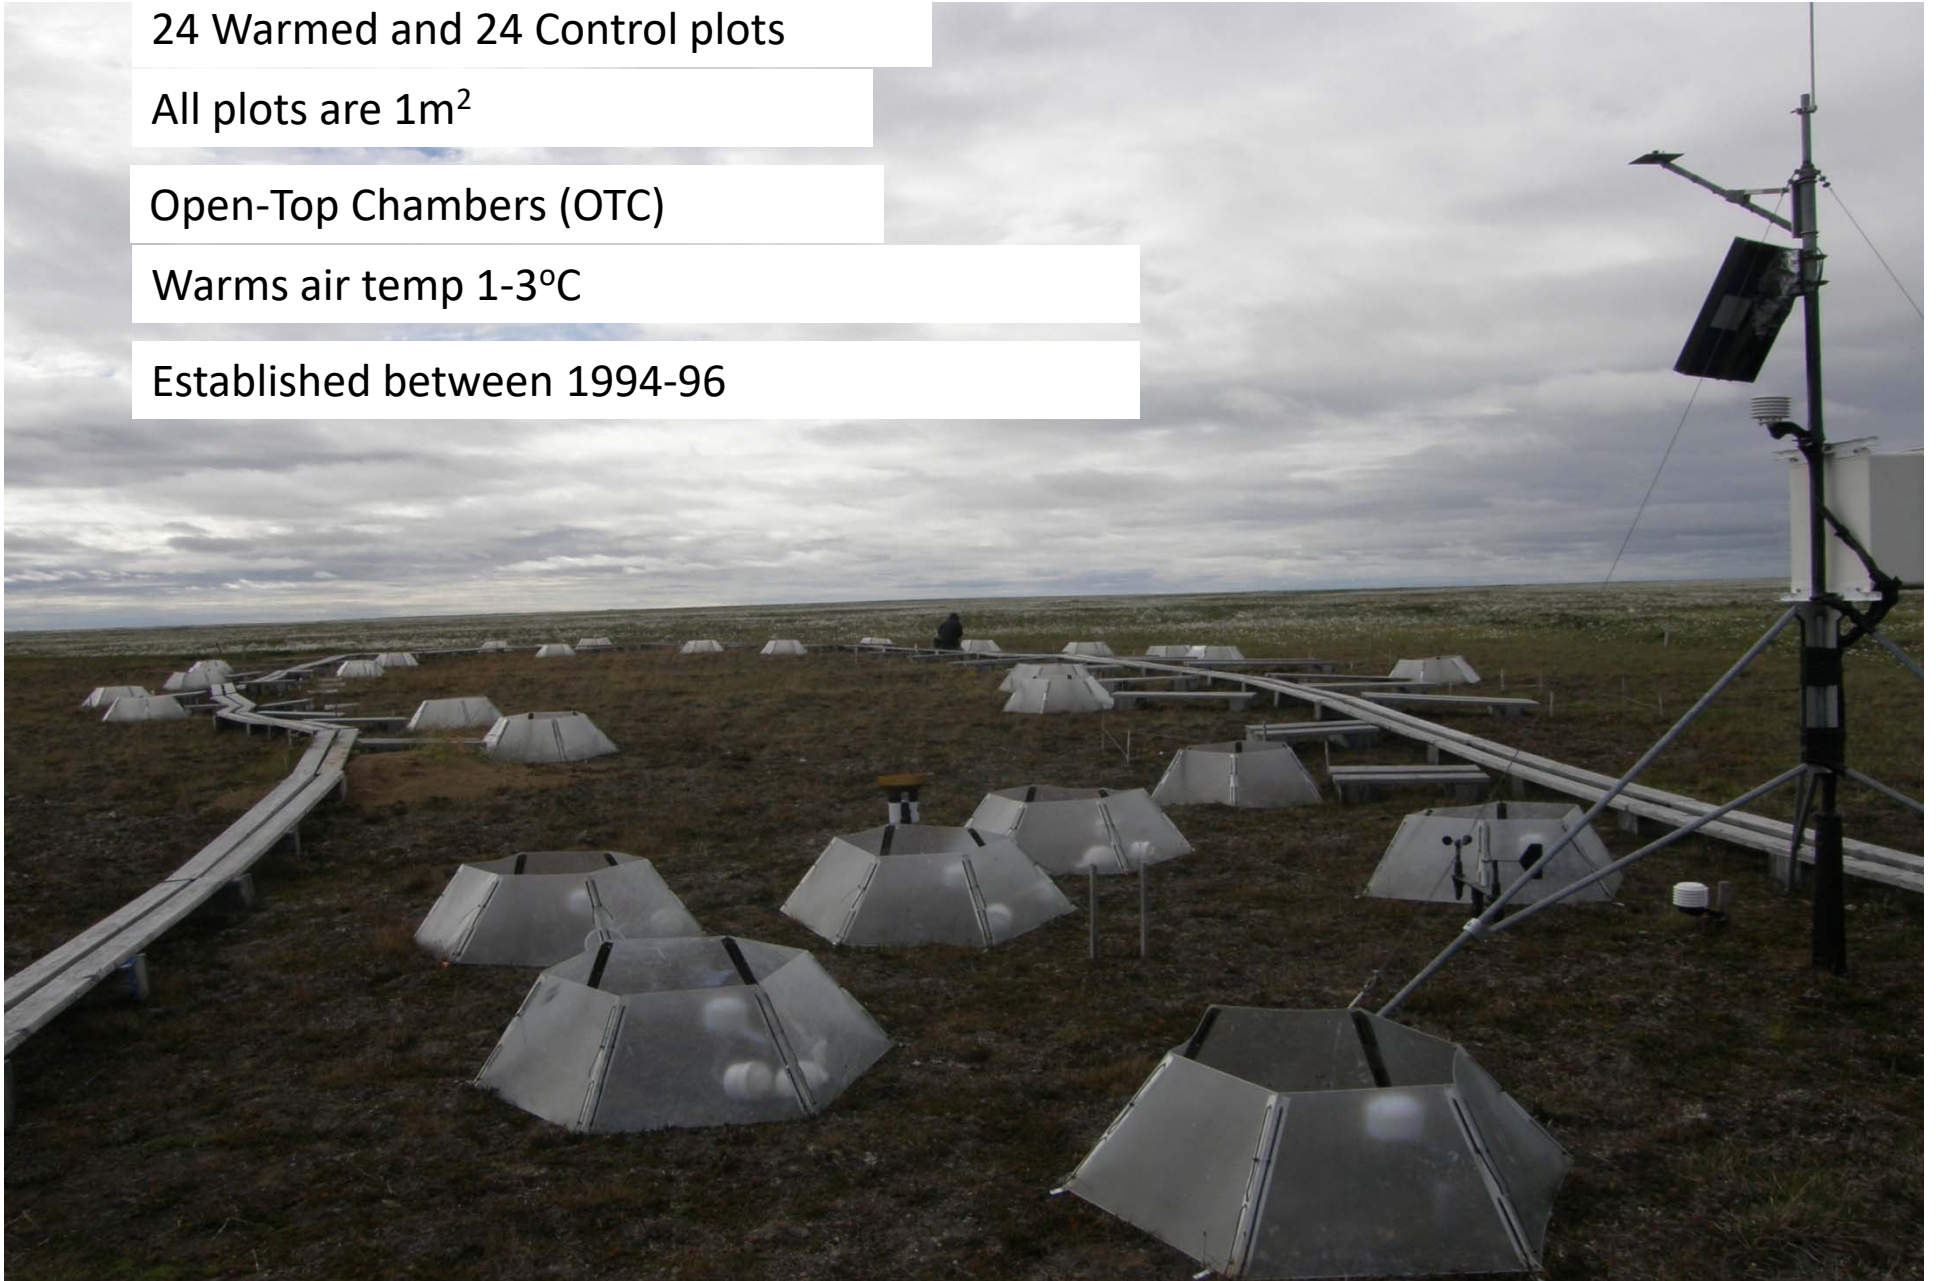 24 Warmed and 24 Control plots
All plots are 1m²
Open-Top Chambers (OTC)
Warms air temp 1-3ºC
Established between 1994-96